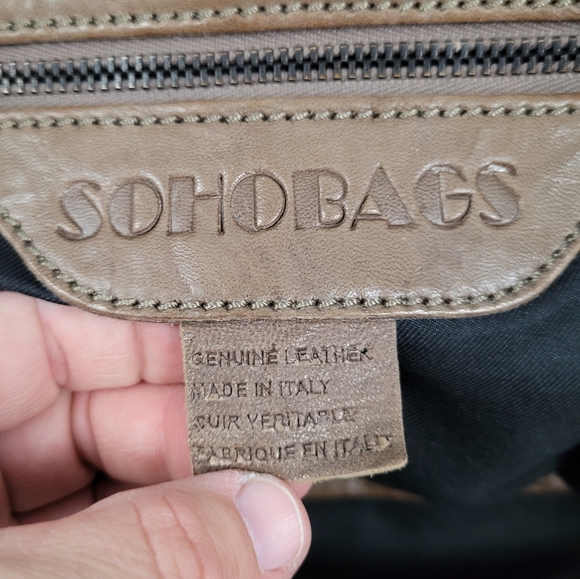 SOHOBAGS
GENUINE LEATHER
MADE IN ITALY
CUIR VERITABLE
FABRIQUE EN ITALIE